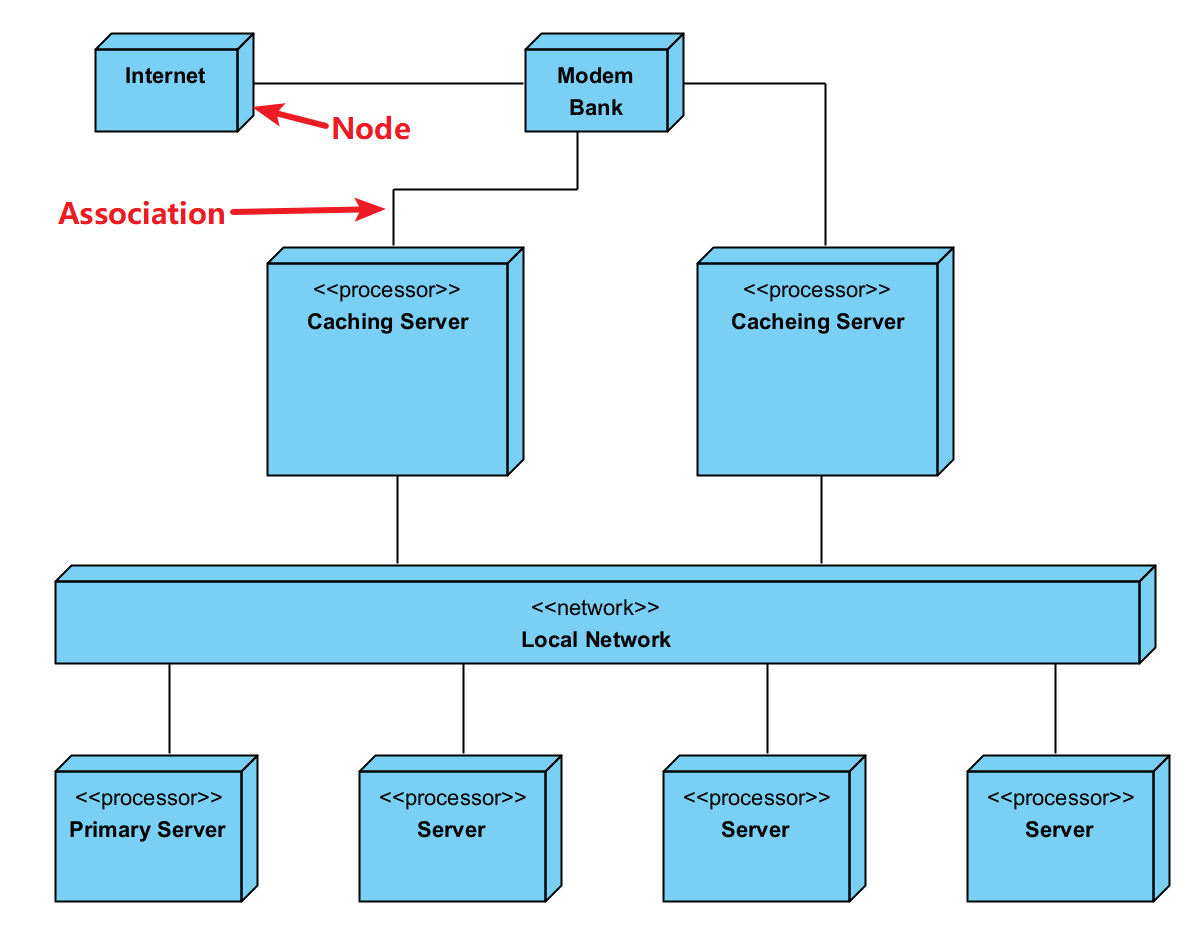 Internet
Modem
Bank
Node
Association
<<processor>>
Caching Server
<<processor>>
Cacheing Server
<<network>>
Local Network
<<processor>>
Primary Server
<<processor>>
Server
<<processor>>
Server
<<processor>>
Server